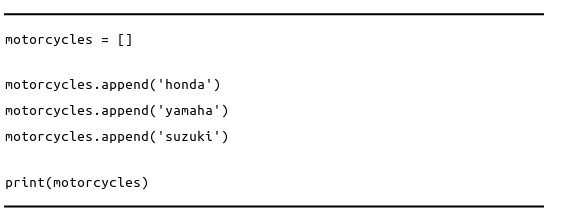 motorcycles = []
motorcycles.append('honda')
motorcycles.append('yamaha')
motorcycles.append('suzuki')
print(motorcycles)